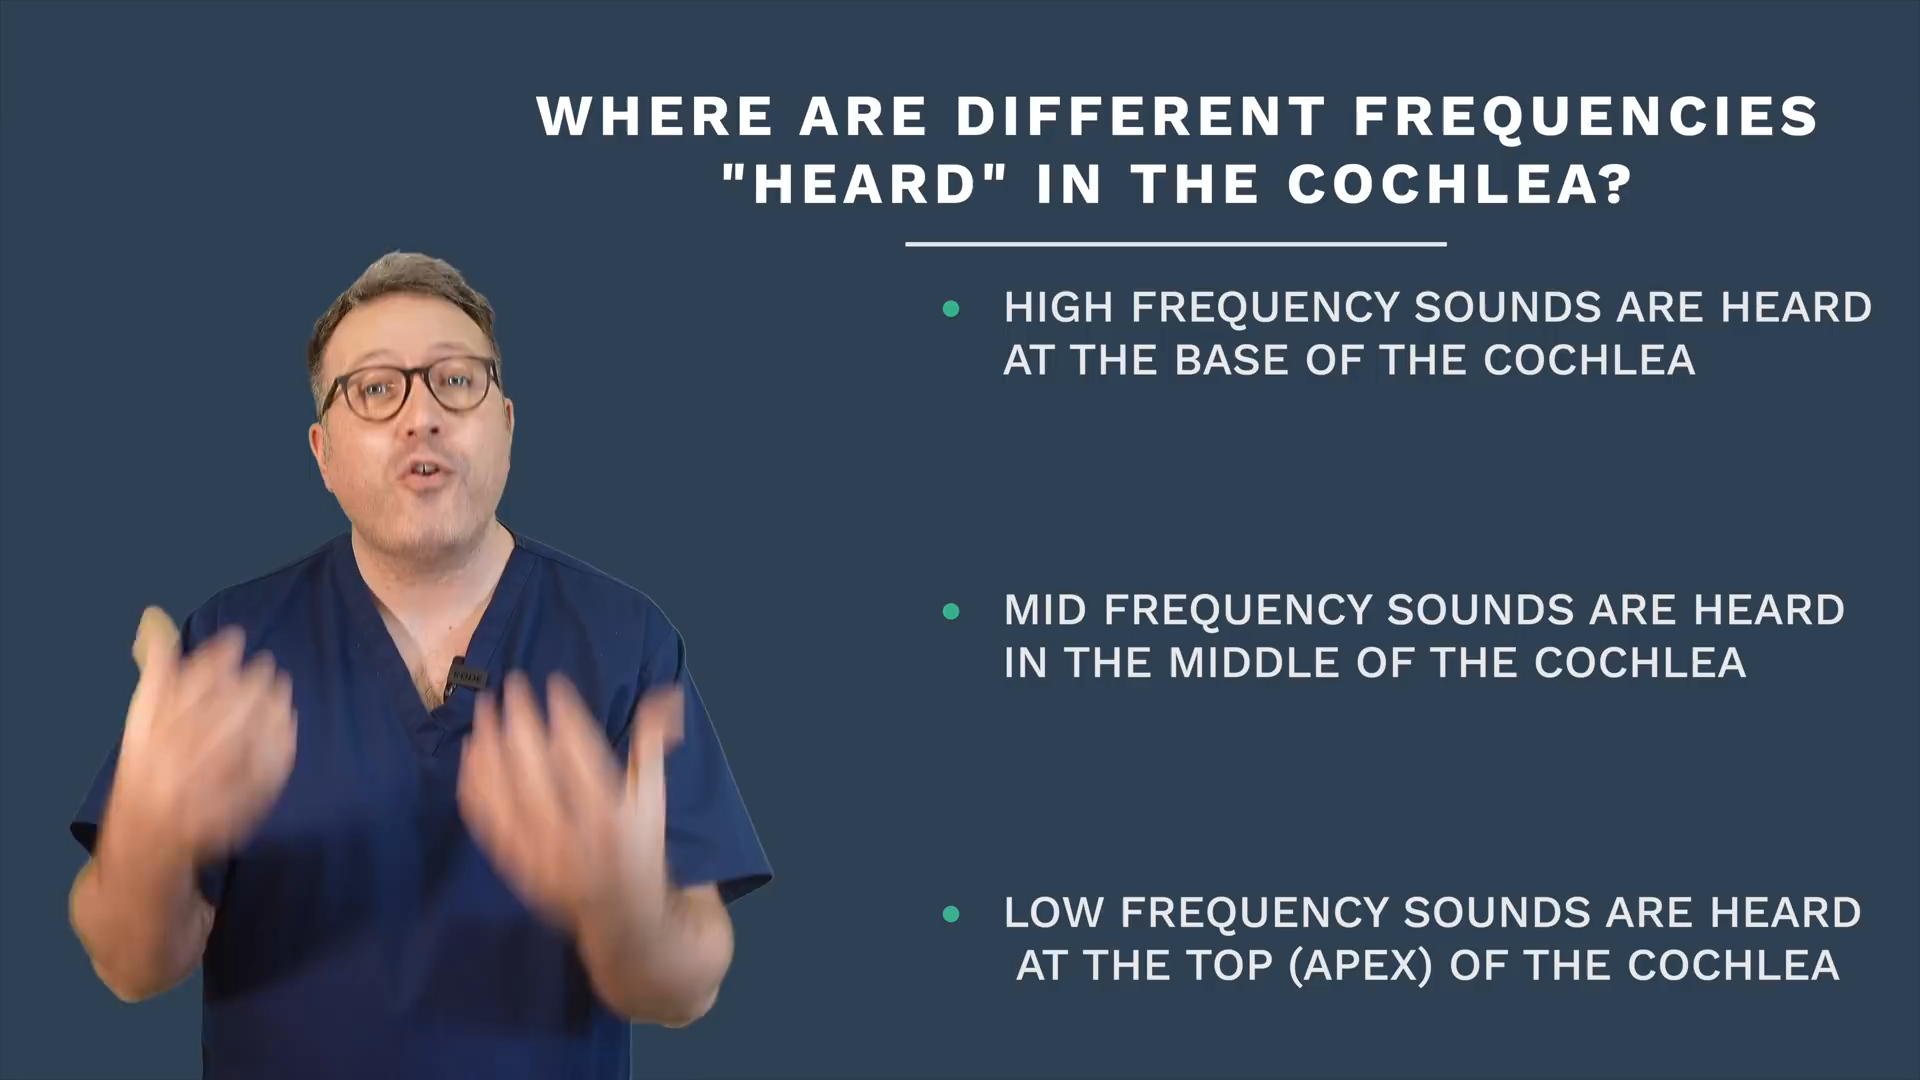 WHERE ARE DIFFERENT FREQUENCIES
"HEARD" IN THE COCHLEA?
HIGH FREQUENCY SOUNDS ARE HEARD
AT THE BASE OF THE COCHLEA
MID FREQUENCY SOUNDS ARE HEARD
IN THE MIDDLE OF THE COCHLEA
LOW FREQUENCY SOUNDS ARE HEARD
AT THE TOP (APEX) OF THE COCHLEA
RODE